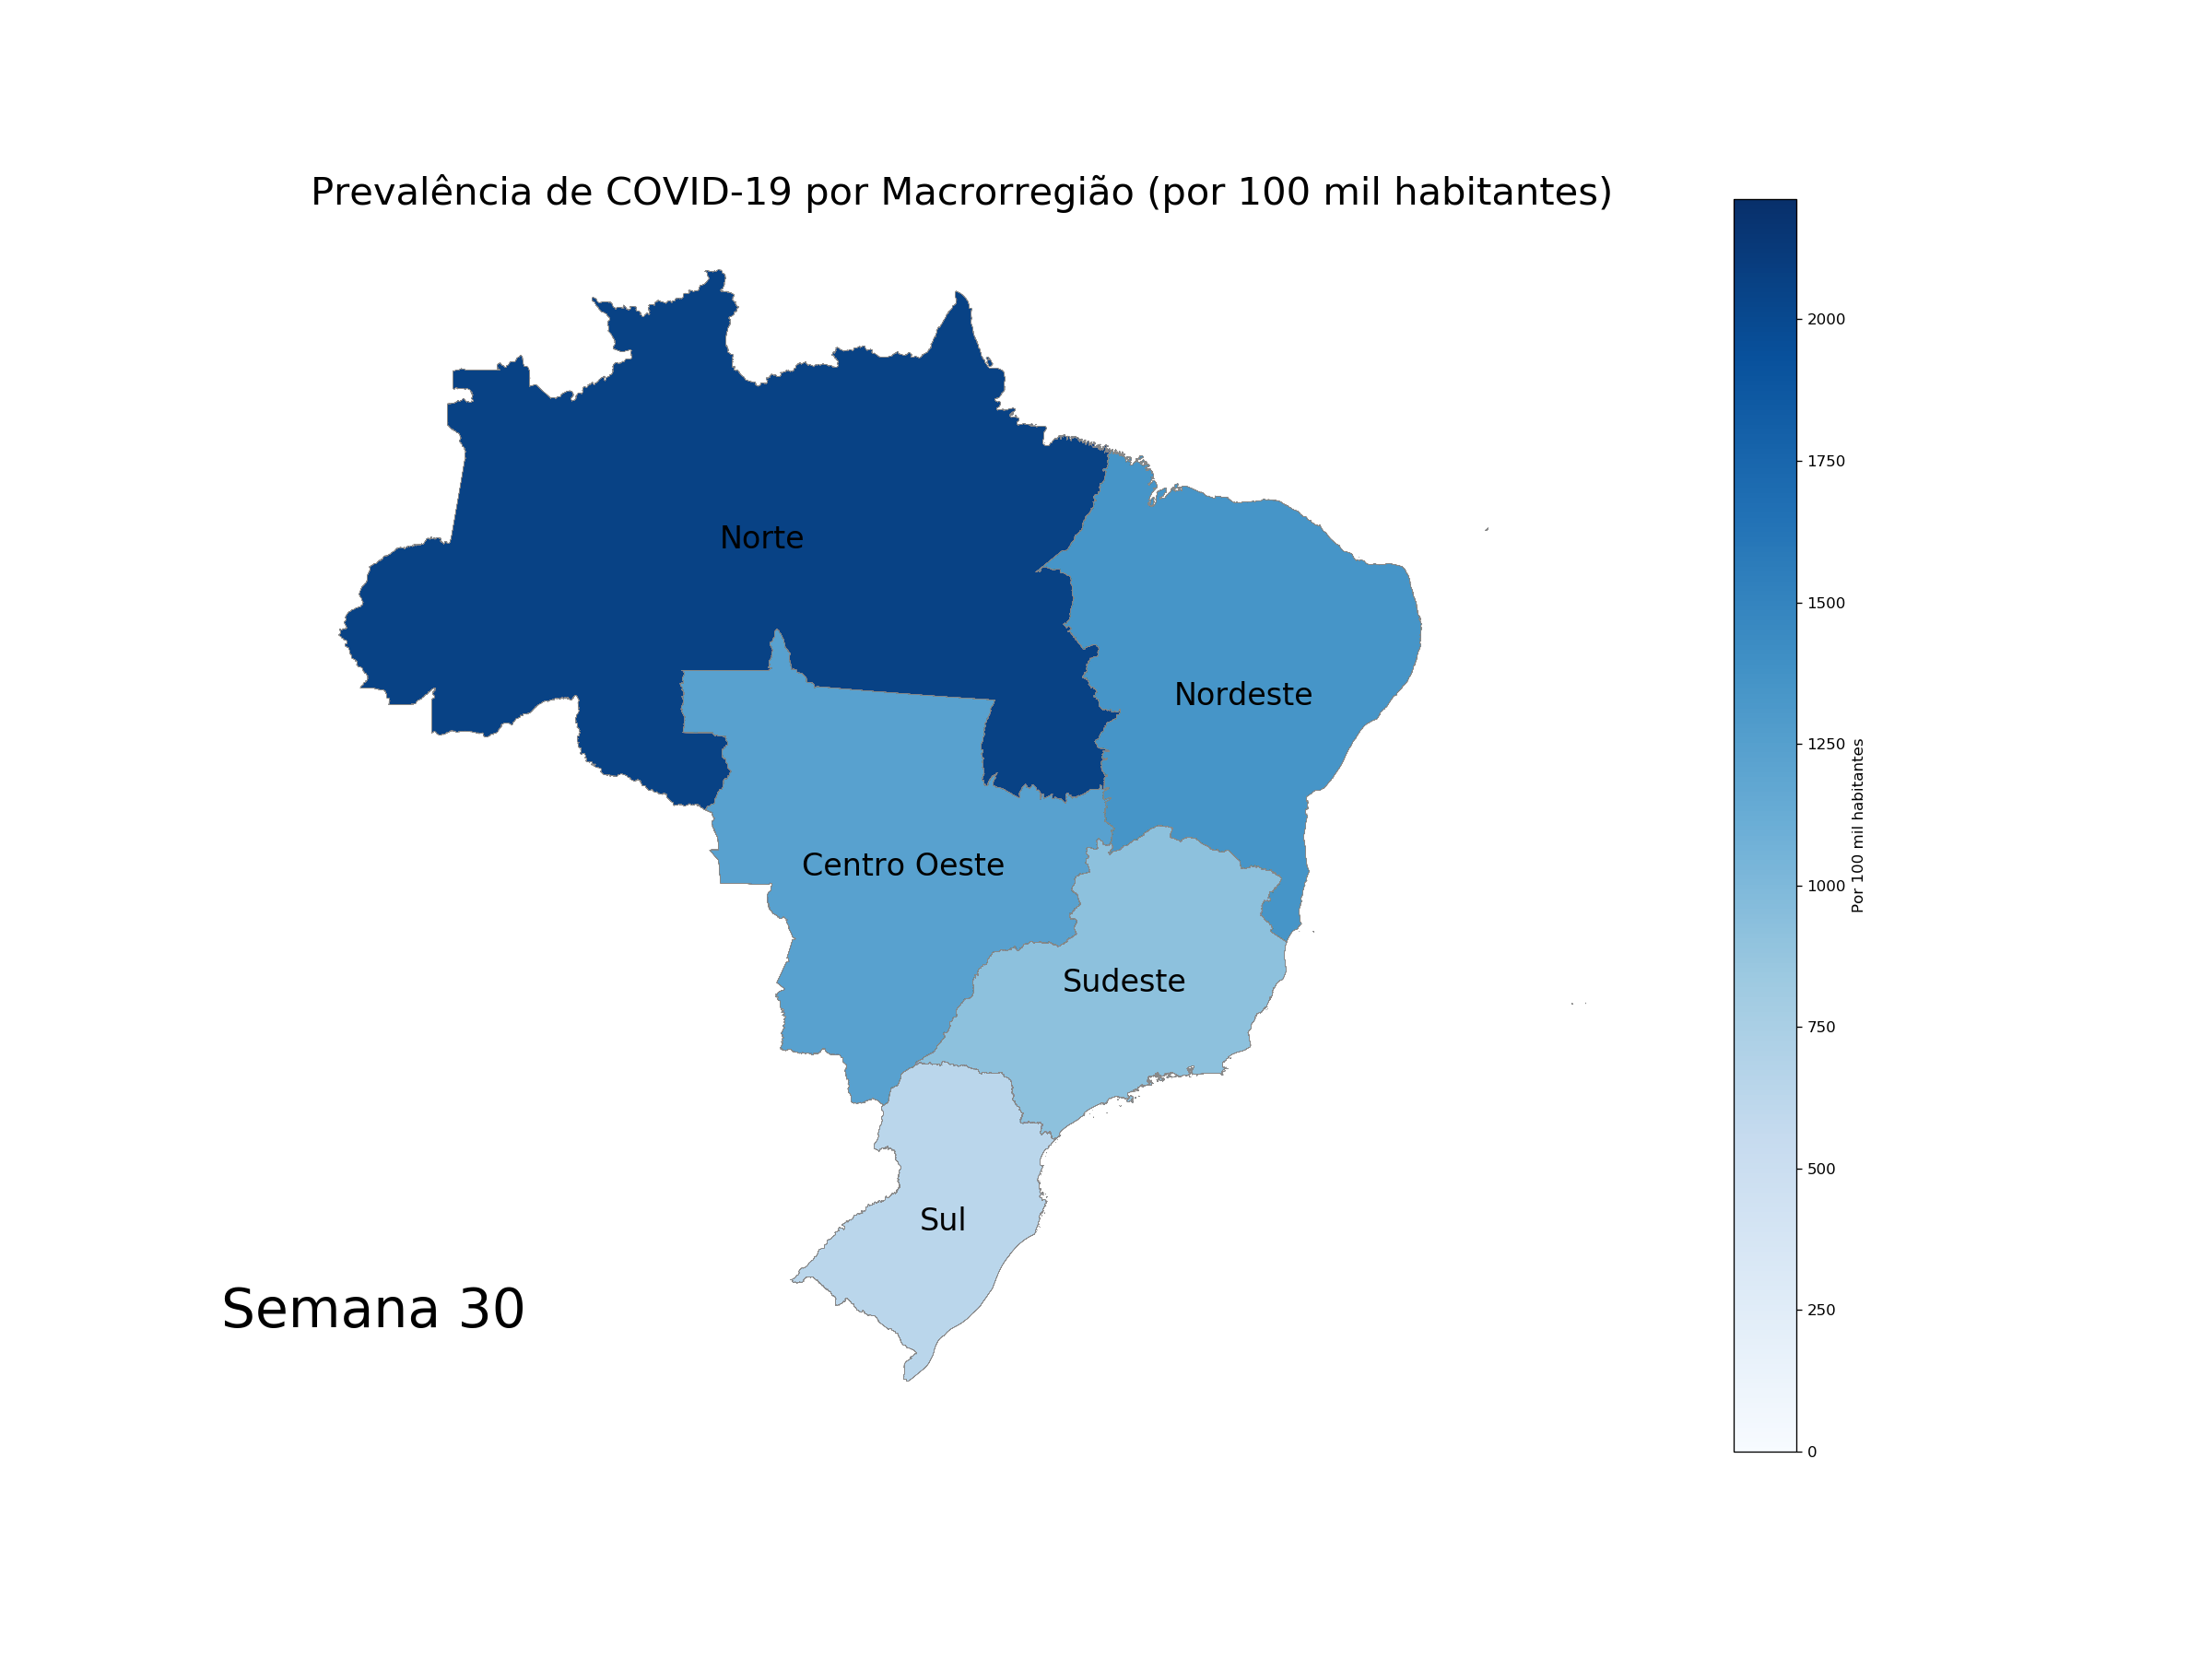 Prevalência de COVID-19 por Macrorregião (por 100 mil habitantes)
Norte
Nordeste
Centro Oeste
Sudeste
Sul
Semana 30
2000
1750
1500
1250
1000
750
500
250
0
Por 100 mil habitantes